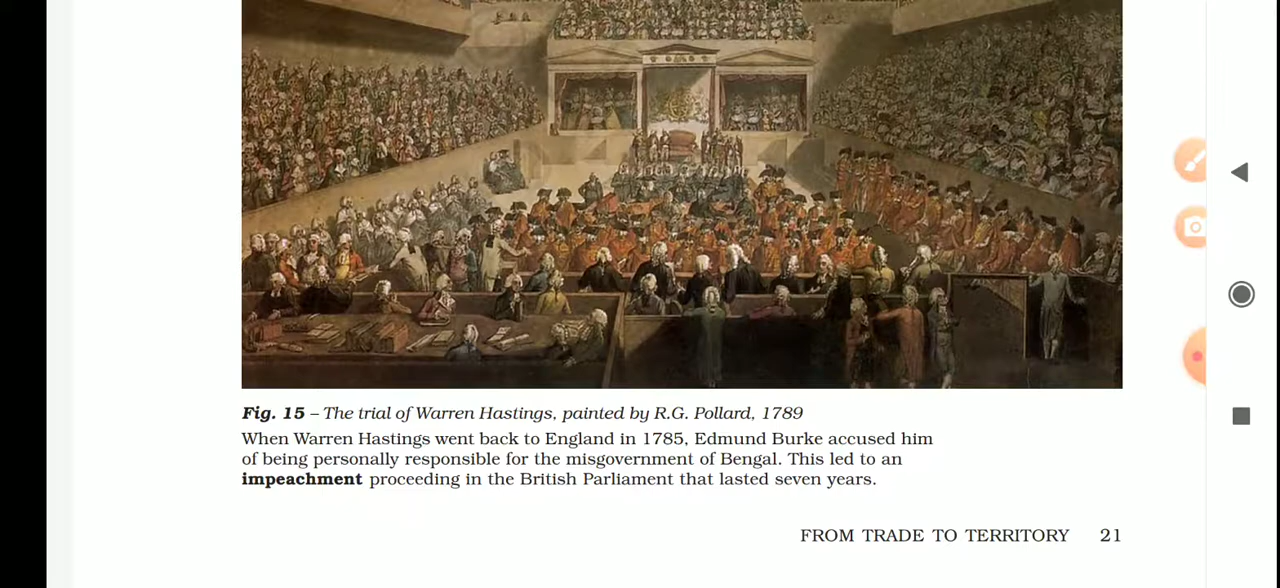 Fig. 15 – The trial of Warren Hastings, painted by R.G. Pollard, 1789
When Warren Hastings went back to England in 1785, Edmund Burke accused him
of being personally responsible for the misgovernment of Bengal. This led to an
impeachment proceeding in the British Parliament that lasted seven years.
FROM TRADE TO TERRITORY 21